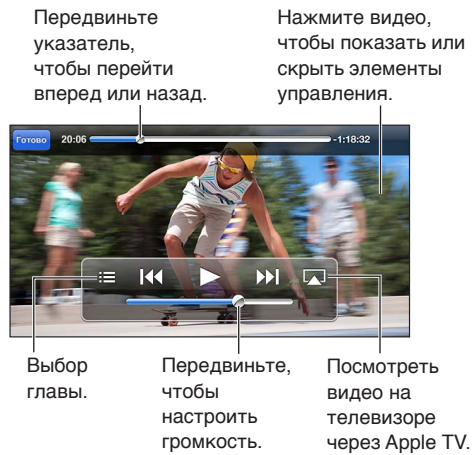 Передвиньте
указатель,
чтобы перейти
вперед или назад.
Нажмите видео,
чтобы показать или
скрыть элементы
управления.
Готово
20:06
-1:18:32
Выбор
главы.
Передвиньте,
чтобы
настроить
громкость.
Посмотреть
видео на
телевизоре
через Apple TV.